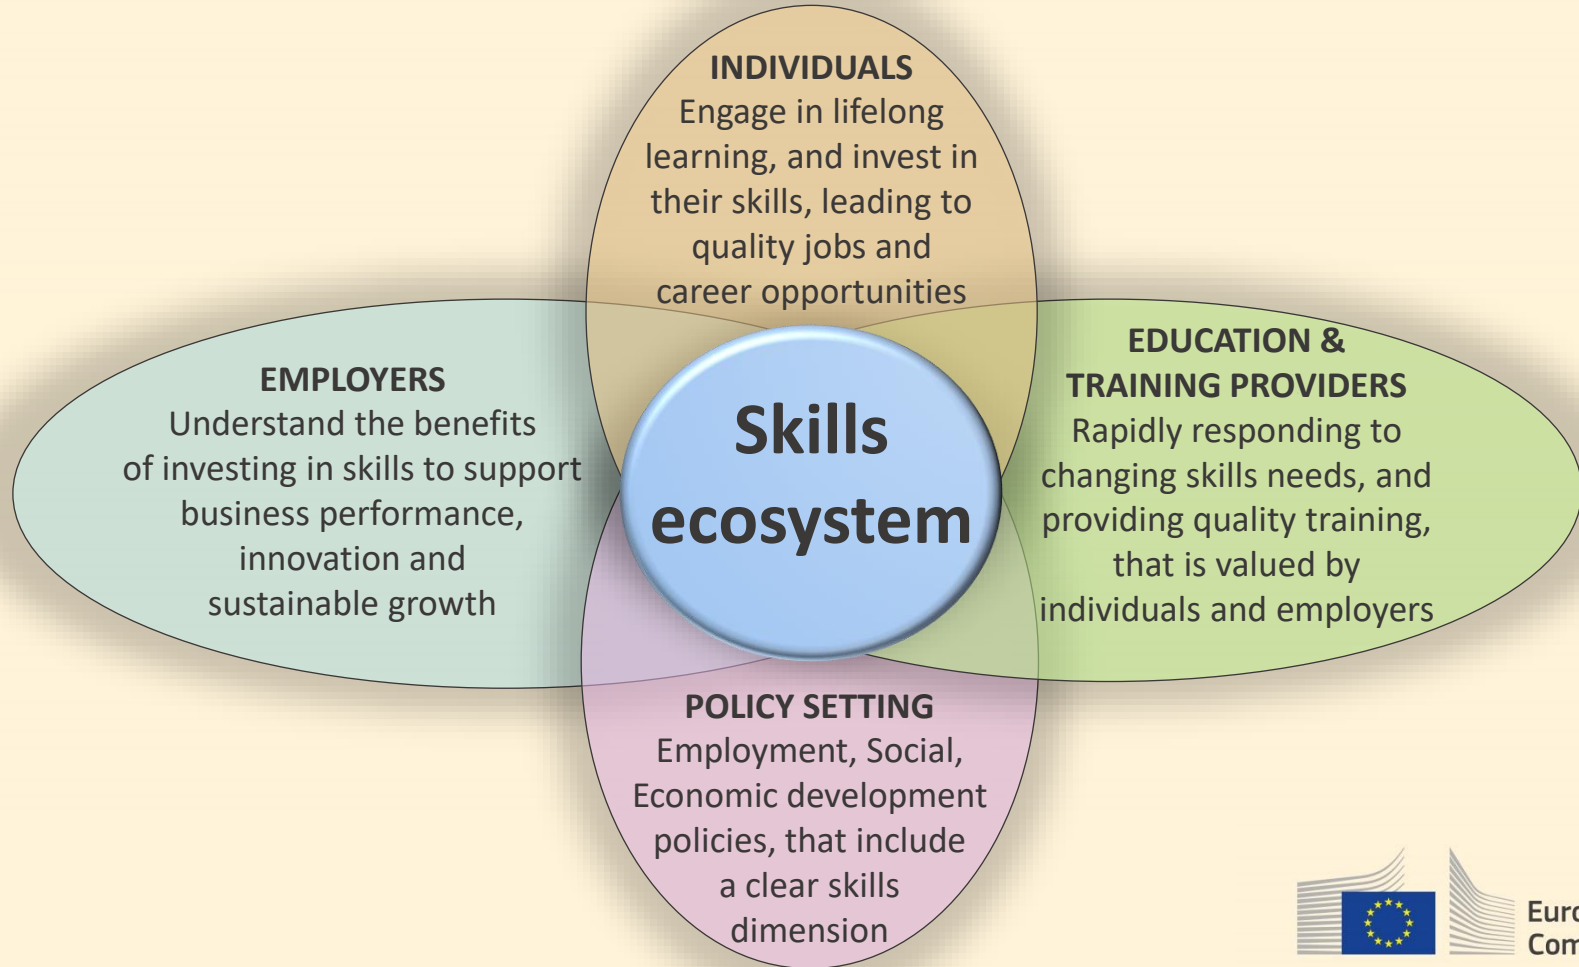 INDIVIDUALS
Engage in lifelong
learning, and invest in
their skills, leading to
quality jobs and
career opportunities
EMPLOYERS
Understand the benefits
of investing in skills to support
business performance,
innovation and
sustainable growth
Skills
ecosystem
EDUCATION &
TRAINING PROVIDERS
Rapidly responding to
changing skills needs, and
providing quality training,
that is valued by
individuals and employers
POLICY SETTING
Employment, Social,
Economic development
policies, that include
a clear skills
dimension